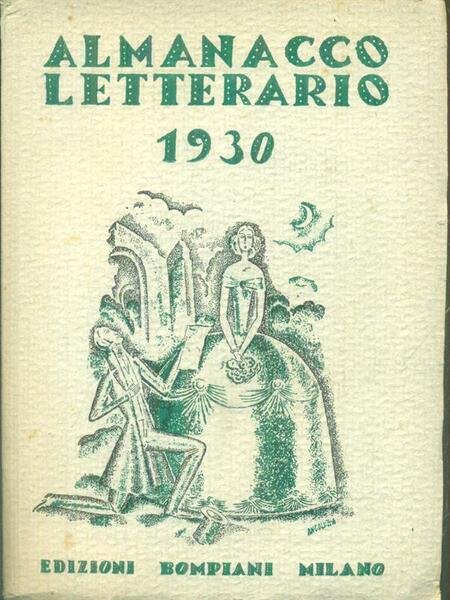 ALMANACCO
LETTERARIO
1930
EDIZIONI BOMPIANI MILANO